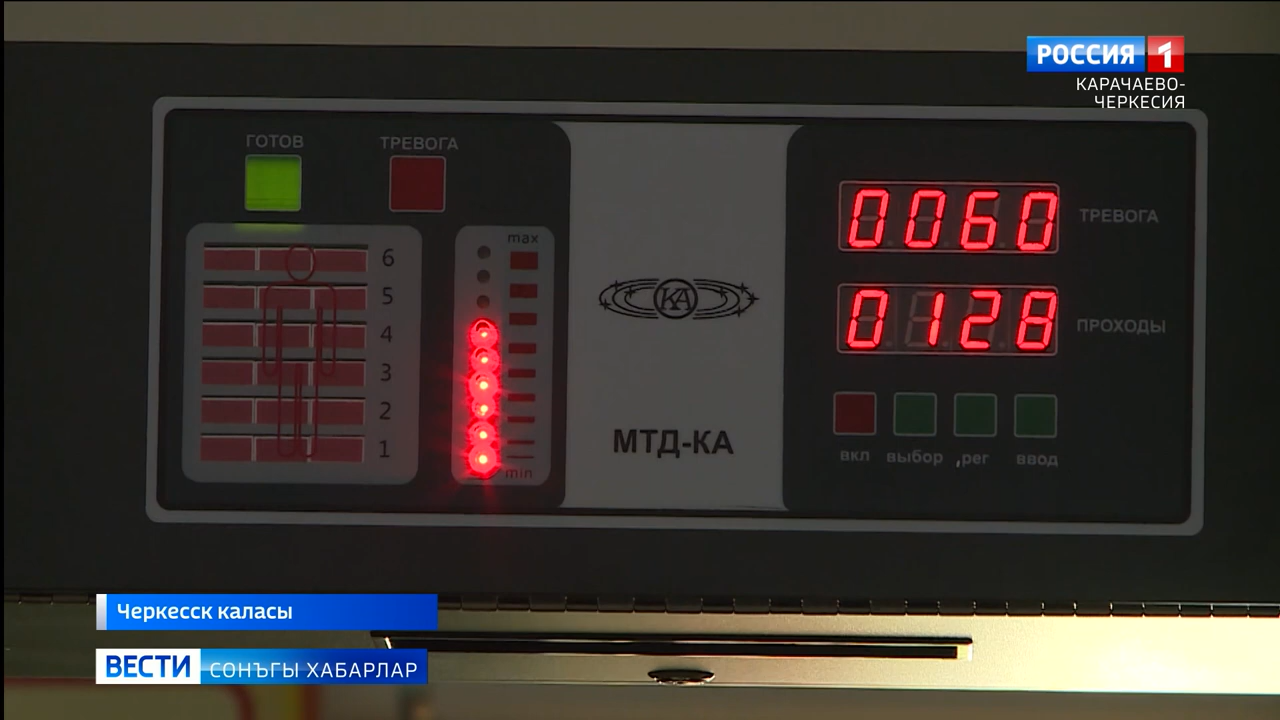 РОССИЯ 1
КАРАЧАЕВО-
ЧЕРКЕСИЯ
ГОТОВ
ТРЕВОГА
6
5
4
3
2
1
max
min
КА
МТД-КА
0060
ТРЕВОГА
0128
ПРОХОДЫ
вкл выбор ,рег ввод
Черкесск каласы
ВЕСТИ СОНЪГЫ ХАБАРЛАР